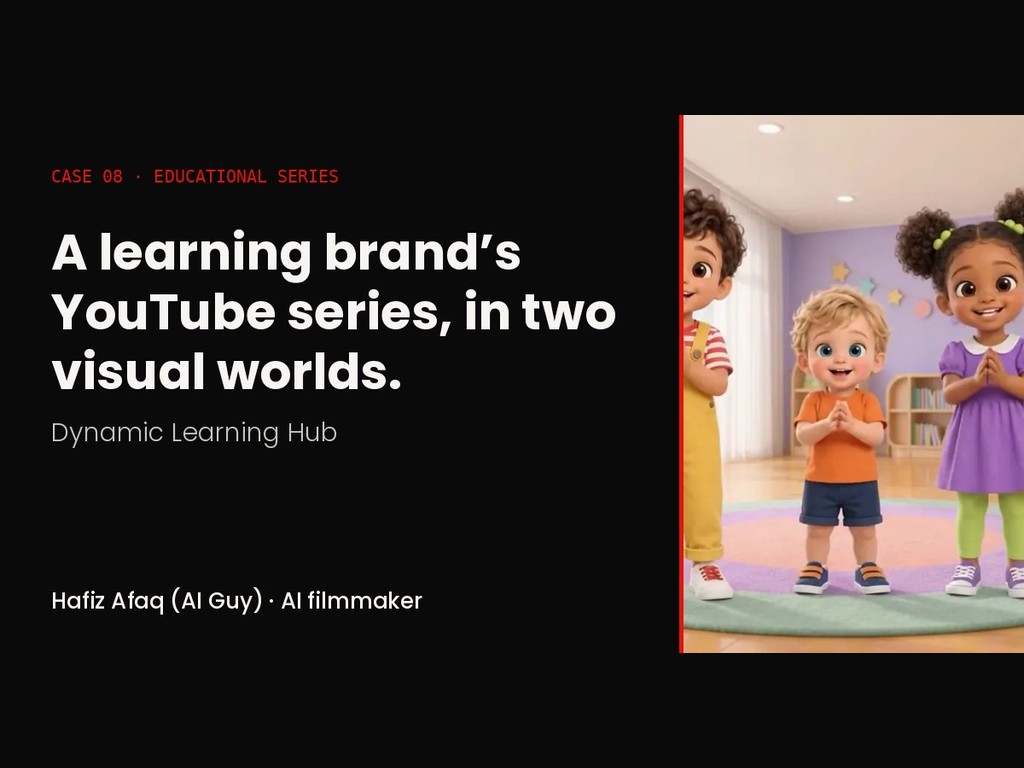 CASE 08 · EDUCATIONAL SERIES
A learning brand’s
YouTube series, in two
visual worlds.
Dynamic Learning Hub
Hafiz Afaq (AI Guy) · AI filmmaker